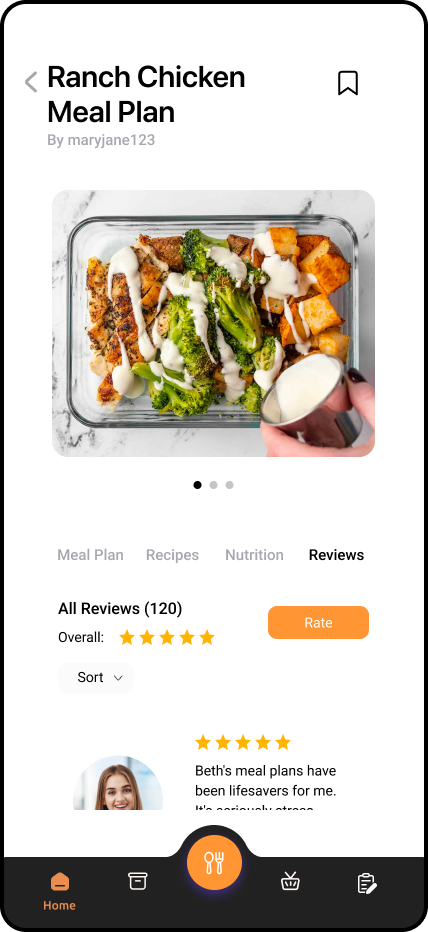 Ranch Chicken
Meal Plan
By maryjane123
Meal Plan Recipes Nutrition Reviews
All Reviews (120)
Rate
Overall:
Sort
Beth's meal plans have
been lifesavers for me.
It's seriously stress
Home